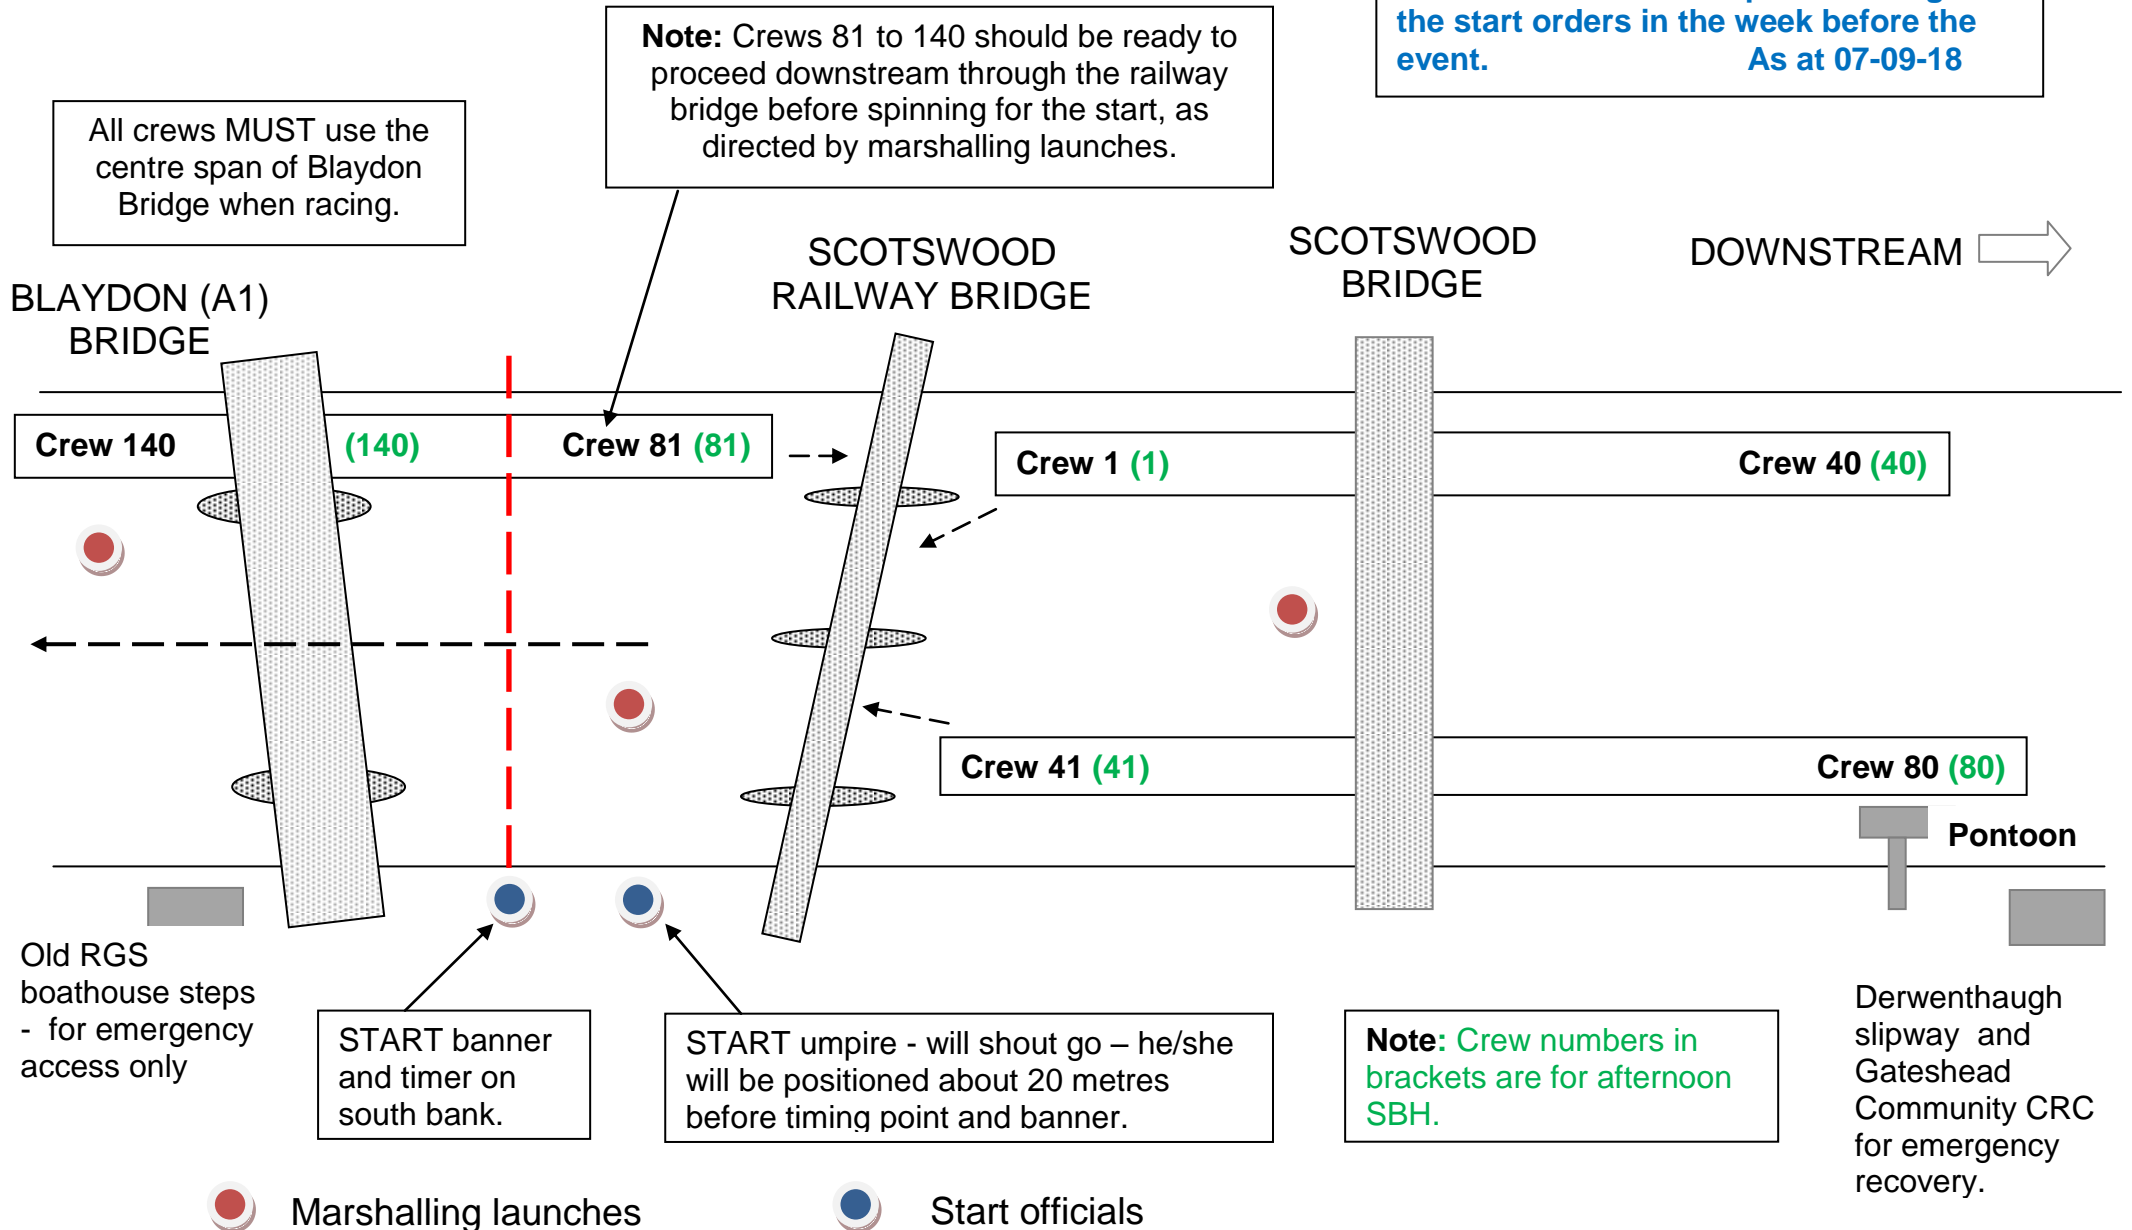 the start orders in the week before the
event. As at 07-09-18
Note: Crews 81 to 140 should be ready to
proceed downstream through the railway
bridge before spinning for the start, as
directed by marshalling launches.
All crews MUST use the
centre span of Blaydon
Bridge when racing.
SCOTSWOOD
RAILWAY BRIDGE
SCOTSWOOD
BRIDGE
DOWNSTREAM
BLAYDON (A1)
BRIDGE
Crew 140 (140) Crew 81 (81)
Crew 1 (1) Crew 40 (40)
Crew 41 (41) Crew 80 (80)
Pontoon
Old RGS
boathouse steps
- for emergency
access only
START banner
and timer on
south bank.
START umpire - will shout go – he/she
will be positioned about 20 metres
before timing point and banner.
Note: Crew numbers in
brackets are for afternoon
SBH.
Derwenthaugh
slipway and
Gateshead
Community CRC
for emergency
recovery.
Marshalling launches
Start officials